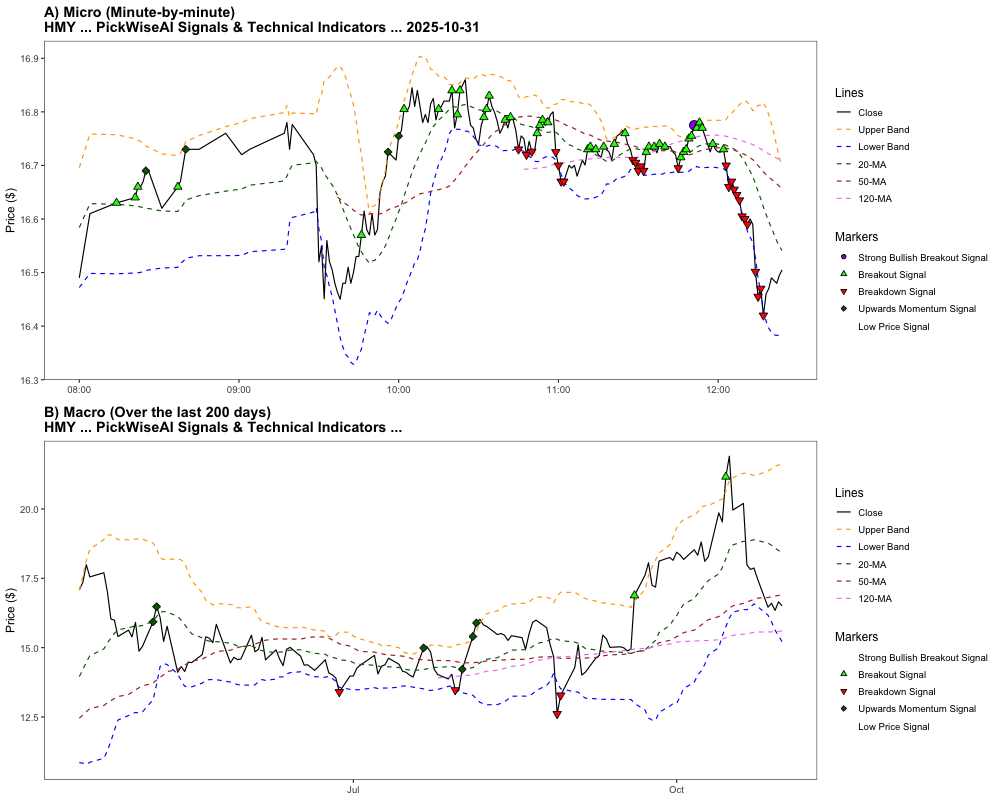 A) Micro (Minute-by-minute)
HMY ... PickWiseAI Signals & Technical Indicators ... 2025-10-31
Price ($)
16.9
16.8
16.7
16.6
16.5
16.4
16.3
08:00
09:00
10:00
11:00
12:00
Lines
Close
Upper Band
Lower Band
20-MA
50-MA
120-MA
Markers
Strong Bullish Breakout Signal
Breakout Signal
Breakdown Signal
Upwards Momentum Signal
Low Price Signal
B) Macro (Over the last 200 days)
HMY ... PickWiseAI Signals & Technical Indicators ...
Price ($)
20.0
17.5
15.0
12.5
Jul
Oct
Lines
Close
Upper Band
Lower Band
20-MA
50-MA
120-MA
Markers
Strong Bullish Breakout Signal
Breakout Signal
Breakdown Signal
Upwards Momentum Signal
Low Price Signal